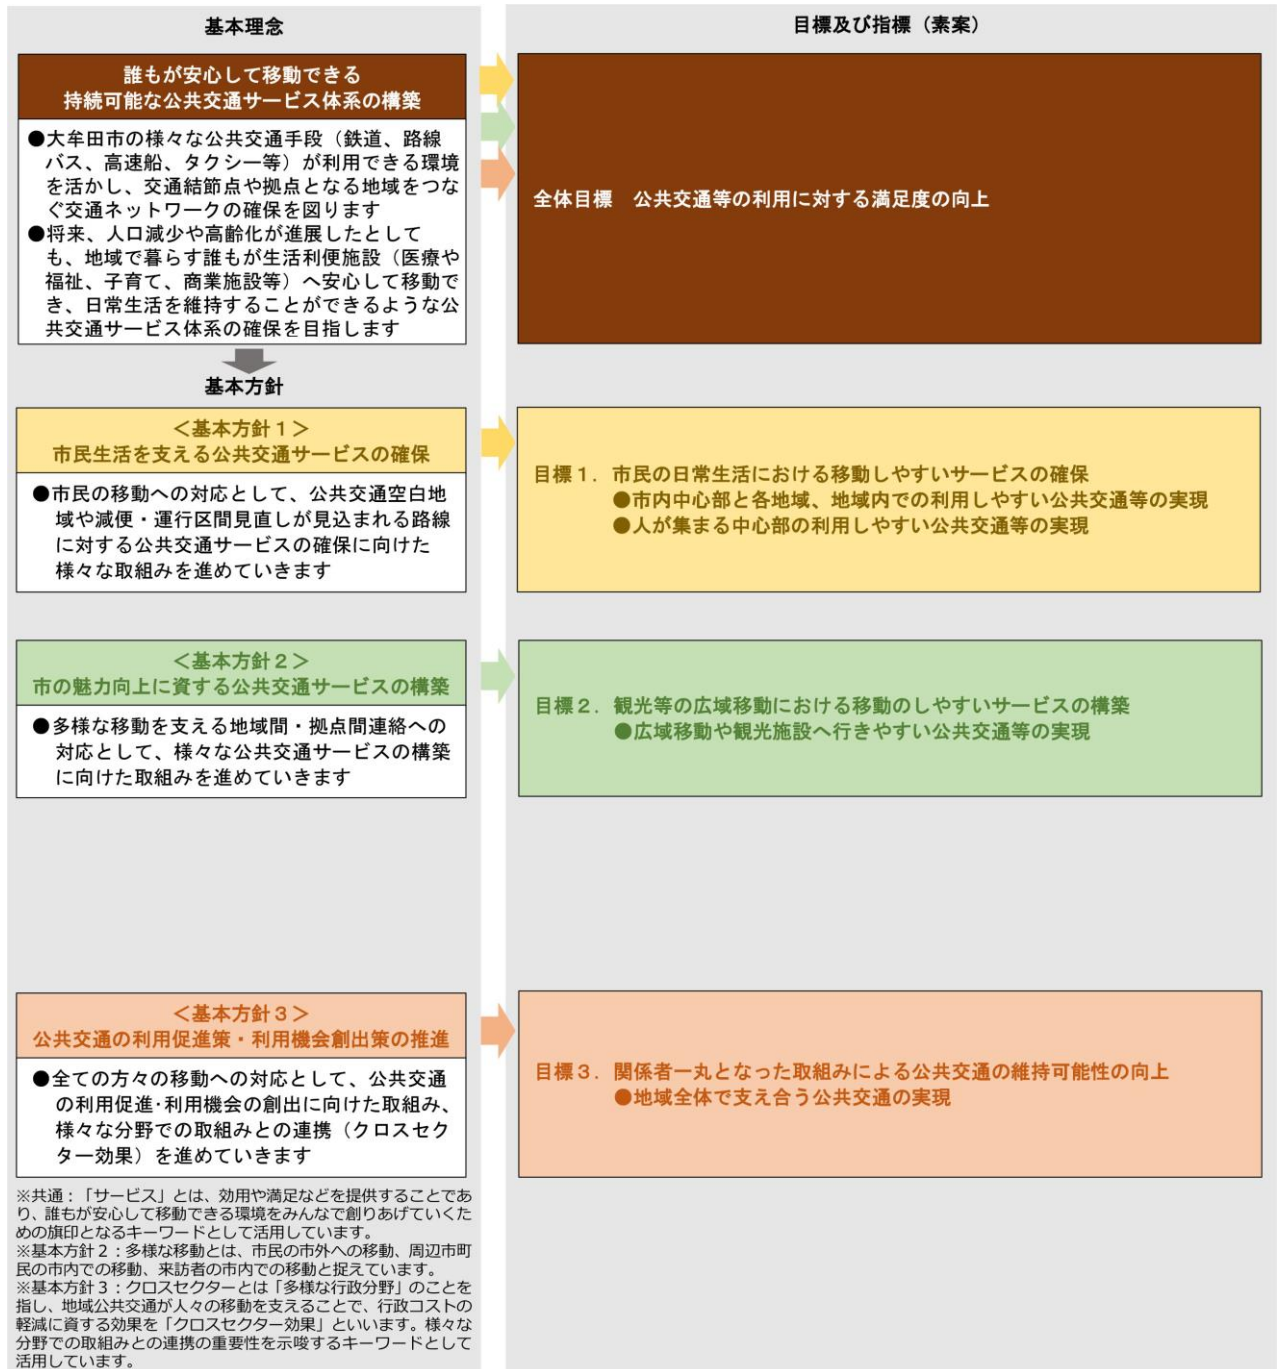 基本理念
誰もが安心して移動できる
持続可能な公共交通サービス体系の構築
●大牟田市の様々な公共交通手段（鉄道、路線
バス、高速船、タクシー等）が利用できる環境
を活かし、交通結節点や拠点となる地域をつな
ぐ交通ネットワークの確保を図ります
●将来、人口減少や高齢化が進展したとして
も、地域で暮らす誰もが生活利便施設（医療や
福祉、子育て、商業施設等）へ安心して移動で
き、日常生活を維持することができるような公
共交通サービス体系の確保を目指します
基本方針
＜基本方針１＞
市民生活を支える公共交通サービスの確保
●市民の移動への対応として、公共交通空白地
域や減便・運行区間見直しが見込まれる路線
に対する公共交通サービスの確保に向けた
様々な取組みを進めていきます
＜基本方針２＞
市の魅力向上に資する公共交通サービスの構築
●多様な移動を支える地域間・拠点間連絡への
対応として、様々な公共交通サービスの構築
に向けた取組みを進めていきます
＜基本方針３＞
公共交通の利用促進策・利用機会創出策の推進
●全ての方々の移動への対応として、公共交通
の利用促進･利用機会の創出に向けた取組み、
様々な分野での取組みとの連携（クロスセク
ター効果）を進めていきます
※共通：「サービス」とは、効用や満足などを提供することであ
り、誰もが安心して移動できる環境をみんなで創りあげていくた
めの旗印となるキーワードとして活用しています。
※基本方針２：多様な移動とは、市民の市外への移動、周辺市町
民の市内での移動、来訪者の市内での移動と捉えています。
※基本方針３：クロスセクターとは「多様な行政分野」のことを
指し、地域公共交通が人々の移動を支えることで、行政コストの
軽減に資する効果を「クロスセクター効果」といいます。様々な
分野での取組みとの連携の重要性を示唆するキーワードとして
活用しています。
目標及び指標（素案）
全体目標　公共交通等の利用に対する満足度の向上
目標１．市民の日常生活における移動しやすいサービスの確保
●市内中心部と各地域、地域内での利用しやすい公共交通等の実現
●人が集まる中心部の利用しやすい公共交通等の実現
目標２．観光等の広域移動における移動のしやすいサービスの構築
●広域移動や観光施設へ行きやすい公共交通等の実現
目標３．関係者一丸となった取組みによる公共交通の維持可能性の向上
●地域全体で支え合う公共交通の実現